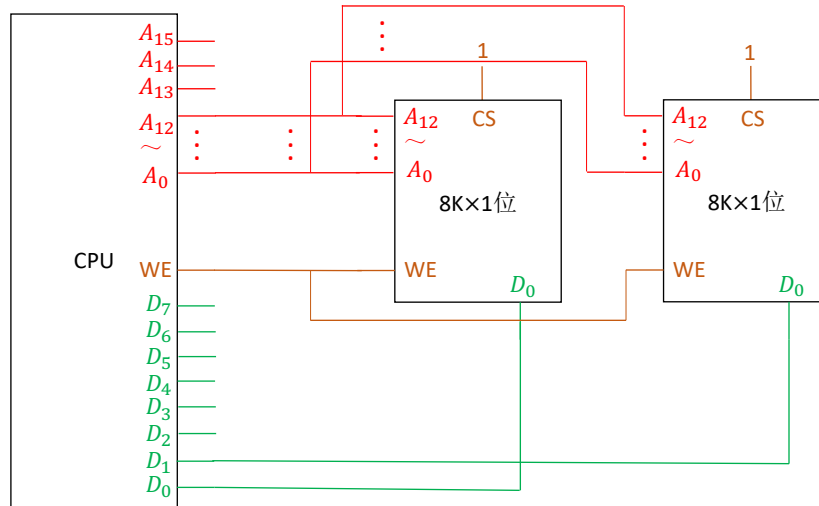 A₁₅
A₁₄
A₁₃
A₁₂
~
A₀
CPU
WE
D₇
D₆
D₅
D₄
D₃
D₂
D₁
D₀
1
CS
A₁₂
~
A₀
8K×1位
WE
D₀
1
CS
A₁₂
~
A₀
8K×1位
WE
D₀